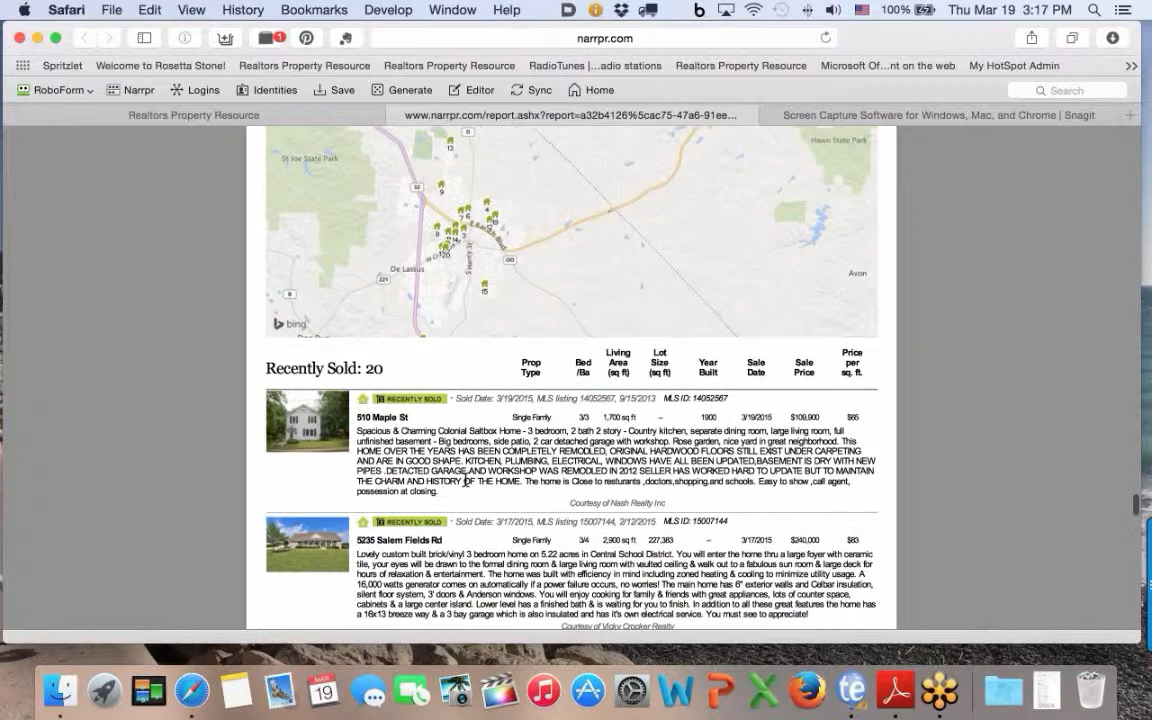 Safari File Edit View History Bookmarks Develop Window Help 100% Thu Mar 19 3:17 PM
narrpr.com
Spritzlet Welcome to Rosetta Stone! Realtors Property Resource Realtors Property Resource RadioTunes |...adio stations Realtors Property Resource Microsoft Of...nt on the web My HotSpot Admin
RoboForm Narrpr Logins Identities Save Generate Editor Sync Home Search
Realtors Property Resource www.narrpr.com/report.ashx?report=a32b4126%5cac75-47a6-91ee... Screen Capture Software for Windows, Mac, and Chrome | Snagit
St Joe State Park
Hawn State Park
De Lassus
Avon
bing
Recently Sold: 20
Prop Type Bed /Ba Living Area (sq ft) Lot Size (sq ft) Year Built Sale Date Sale Price Price per sq. ft.
RECENTLY SOLD · Sold Date: 3/19/2015, MLS listing 14052567, 9/15/2013 MLS ID: 14052567
510 Maple St Single Family 3/3 1,700 sq ft – 1900 3/19/2015 $109,900 $65
Spacious & Charming Colonial Saltbox Home - 3 bedroom, 2 bath 2 story - Country kitchen, separate dining room, large living room, full
unfinished basement - Big bedrooms, side patio, 2 car detached garage with workshop. Rose garden, nice yard in great neighborhood. This
HOME OVER THE YEARS HAS BEEN COMPLETELY REMODLED, ORIGINAL HARDWOOD FLOORS STILL EXIST UNDER CARPETING
AND ARE IN GOOD SHAPE. KITCHEN, PLUMBING, ELECTRICAL, WINDOWS HAVE ALL BEEN UPDATED,BASEMENT IS DRY WITH NEW
PIPES .DETACTED GARAGE AND WORKSHOP WAS REMODLED IN 2012 SELLER HAS WORKED HARD TO UPDATE BUT TO MAINTAIN
THE CHARM AND HISTORY OF THE HOME. The home is Close to resturants ,doctors,shopping,and schools. Easy to show ,call agent,
possession at closing.
Courtesy of Nash Realty Inc
RECENTLY SOLD · Sold Date: 3/17/2015, MLS listing 15007144, 2/12/2015 MLS ID: 15007144
5235 Salem Fields Rd Single Family 3/4 2,900 sq ft 227,383 – 3/17/2015 $240,000 $83
Lovely custom built brick/vinyl 3 bedroom home on 5.22 acres in Central School District. You will enter the home thru a large foyer with ceramic
tile, your eyes will be drawn to the formal dining room & large living room with vaulted ceiling & walk out to a fabulous sun room & large deck for
hours of relaxation & entertainment. The home was built with efficiency in mind including zoned heating & cooling to minimize utility usage. A
16,000 watts generator comes on automatically if a power failure occurs, no worries! The main home has 6" exterior walls and Celbar insulation,
silent floor system, 3' doors & Anderson windows. You will enjoy cooking for family & friends with great appliances, lots of counter space,
cabinets & a large center island. Lower level has a finished bath & is waiting for you to finish. In addition to all these great features the home has
a 16x13 breeze way & a 3 bay garage which is also insulated and has it's own electrical service. You must see to appreciate!
Courtesy of Vicky Crocker Realty